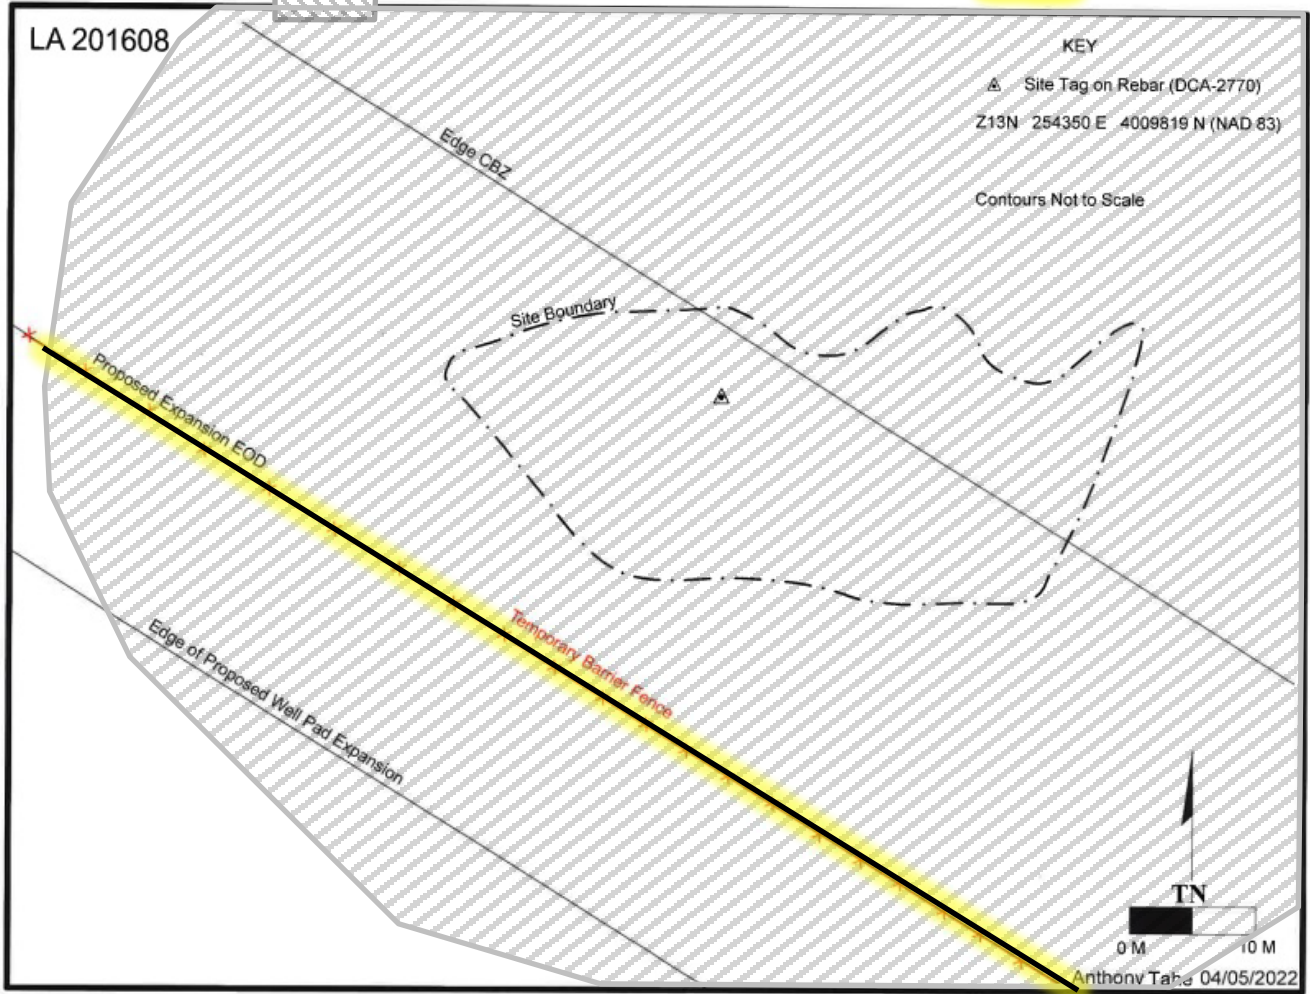 LA 201608
KEY
Site Tag on Rebar (DCA-2770)
Z13N 254350 E 4009819 N (NAD 83)
Contours Not to Scale
Edge CBZ
Site Boundary
Proposed Expansion EOD
Temporary Barrier Fence
Edge of Proposed Well Pad Expansion
TN
0 M 10 M
Anthony 04/05/2022